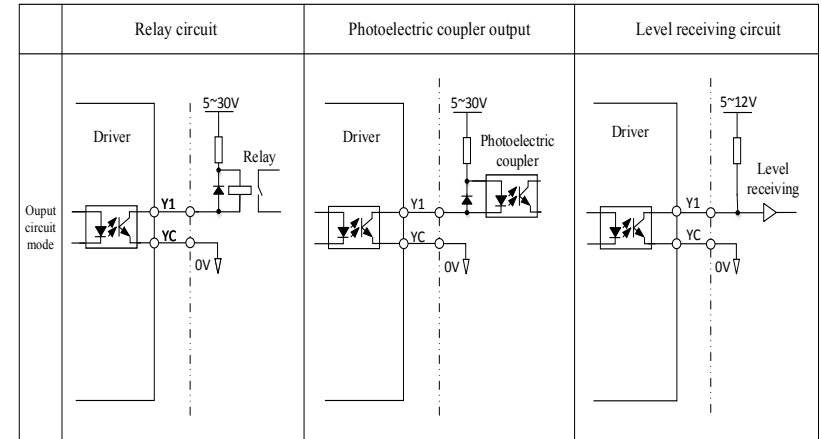 Relay circuit
Photoelectric coupler output
Level receiving circuit
Ouput
circuit
mode
5~30V
Driver
Relay
Y1
YC
0V
5~30V
Driver
Photoelectric
coupler
Y1
YC
0V
5~12V
Driver
Level
receiving
Y1
YC
0V